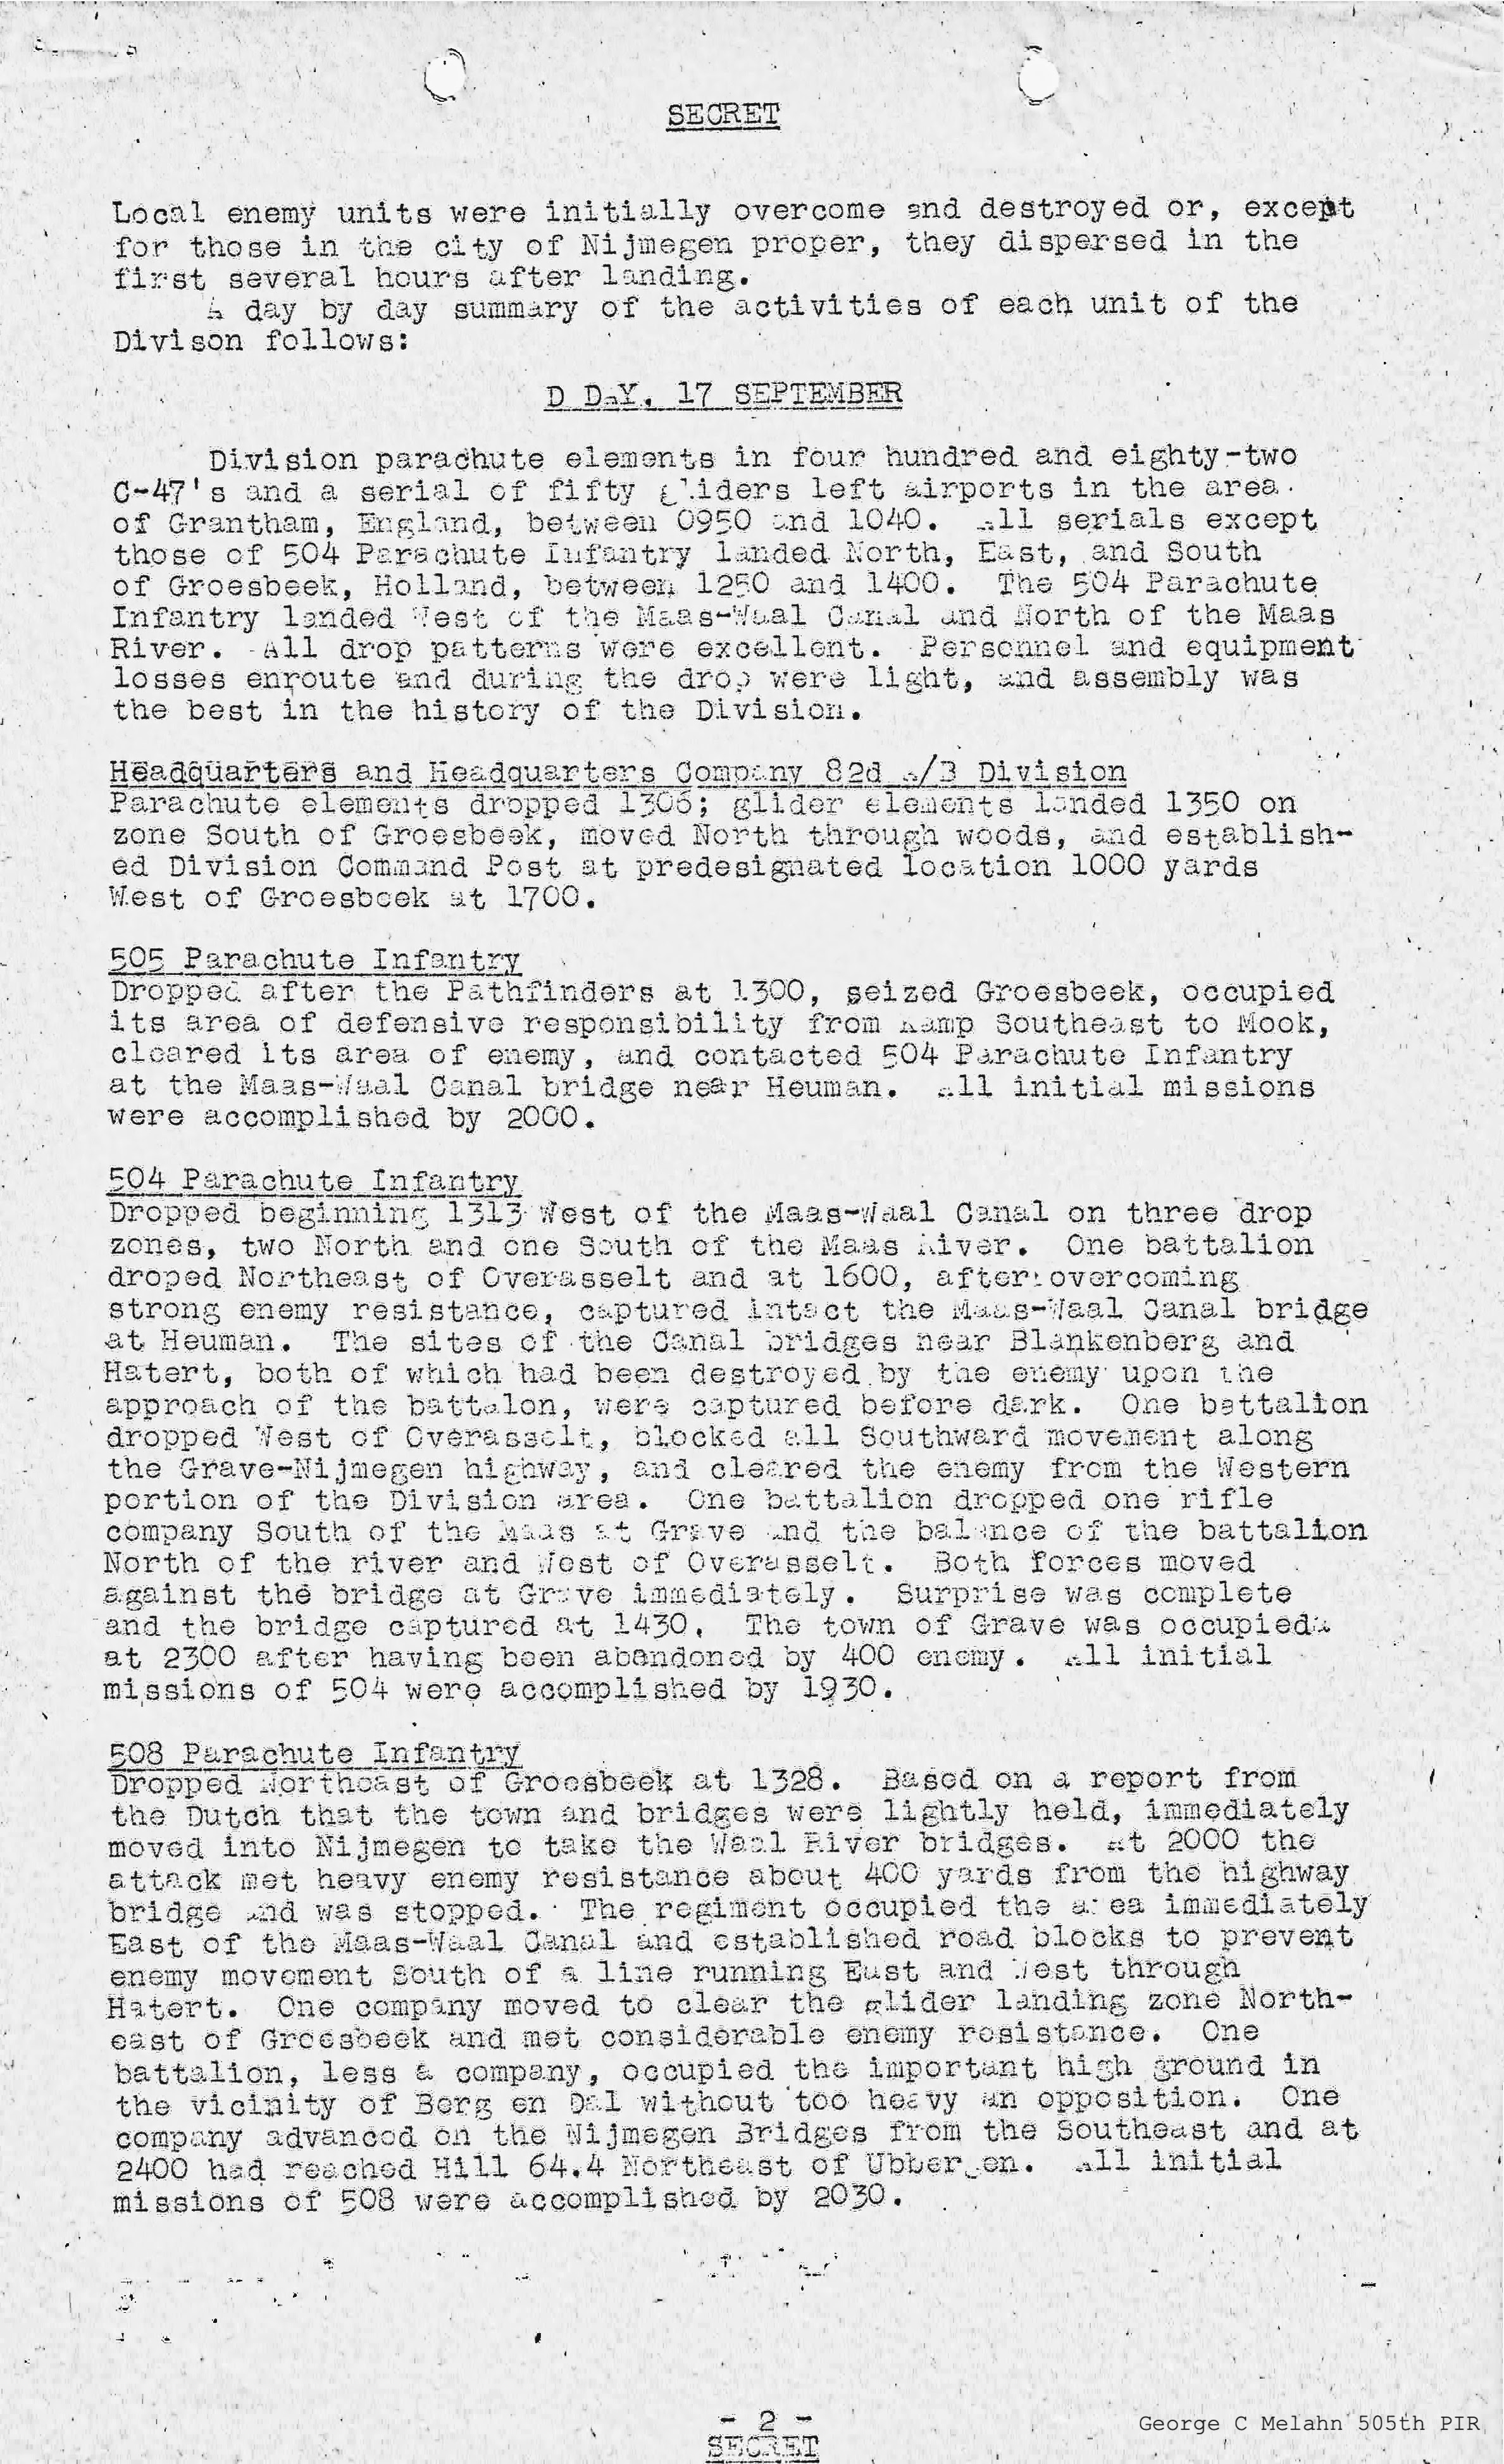 SECRET
Local enemy units were initially overcome and destroyed or, except
for those in the city of Nijmegen proper, they dispersed in the
first several hours after landing.
A day by day summary of the activities of each unit of the
Divison follows:
D DAY, 17 SEPTEMBER
Division parachute elements in four hundred and eighty-two
C-47's and a serial of fifty gliders left airports in the area
of Grantham, England, between 0950 and 1040. All serials except
those of 504 Parachute Infantry landed North, East, and South
of Groesbeek, Holland, between 1250 and 1400. The 504 Parachute
Infantry landed West of the Maas-Waal Canal and North of the Maas
River. All drop patterns were excellent. Personnel and equipment
losses enroute and during the drop were light, and assembly was
the best in the history of the Division.
Headquarters and Headquarters Company 82d A/B Division
Parachute elements dropped 1306; glider elements landed 1350 on
zone South of Groesbeek, moved North through woods, and establish-
ed Division Command Post at predesignated location 1000 yards
West of Groesbeek at 1700.
505 Parachute Infantry
Dropped after the Pathfinders at 1300, seized Groesbeek, occupied
its area of defensive responsibility from Kamp Southeast to Mook,
cleared its area of enemy, and contacted 504 Parachute Infantry
at the Maas-Waal Canal bridge near Heuman. All initial missions
were accomplished by 2000.
504 Parachute Infantry
Dropped beginning 1313 West of the Maas-Waal Canal on three drop
zones, two North and one South of the Maas River. One battalion
droped Northeast of Overasselt and at 1600, after overcoming
strong enemy resistance, captured intact the Maas-Waal Canal bridge
at Heuman. The sites of the Canal bridges near Blankenberg and
Hatert, both of which had been destroyed by the enemy upon the
approach of the battalon, were captured before dark. One battalion
dropped West of Overasselt, blocked all Southward movement along
the Grave-Nijmegen highway, and cleared the enemy from the Western
portion of the Division area. One battalion dropped one rifle
company South of the Maas at Grave and the balance of the battalion
North of the river and West of Overasselt. Both forces moved
against the bridge at Grave immediately. Surprise was complete
and the bridge captured at 1430. The town of Grave was occupied
at 2300 after having been abandoned by 400 enemy. All initial
missions of 504 were accomplished by 1930.
508 Parachute Infantry
Dropped Northeast of Groesbeek at 1328. Based on a report from
the Dutch that the town and bridges were lightly held, immediately
moved into Nijmegen to take the Waal River bridges. At 2000 the
attack met heavy enemy resistance about 400 yards from the highway
bridge and was stopped. The regiment occupied the area immediately
East of the Maas-Waal Canal and established road blocks to prevent
enemy movement South of a line running East and West through
Hatert. One company moved to clear the glider landing zone North-
east of Groesbeek and met considerable enemy resistance. One
battalion, less a company, occupied the important high ground in
the vicinity of Berg en Dal without too heavy an opposition. One
company advanced on the Nijmegen Bridges from the Southeast and at
2400 had reached Hill 64.4 Northeast of Ubbergen. All initial
missions of 508 were accomplished by 2030.
- 2 -
SECRET
George C Melahn 505th PIR